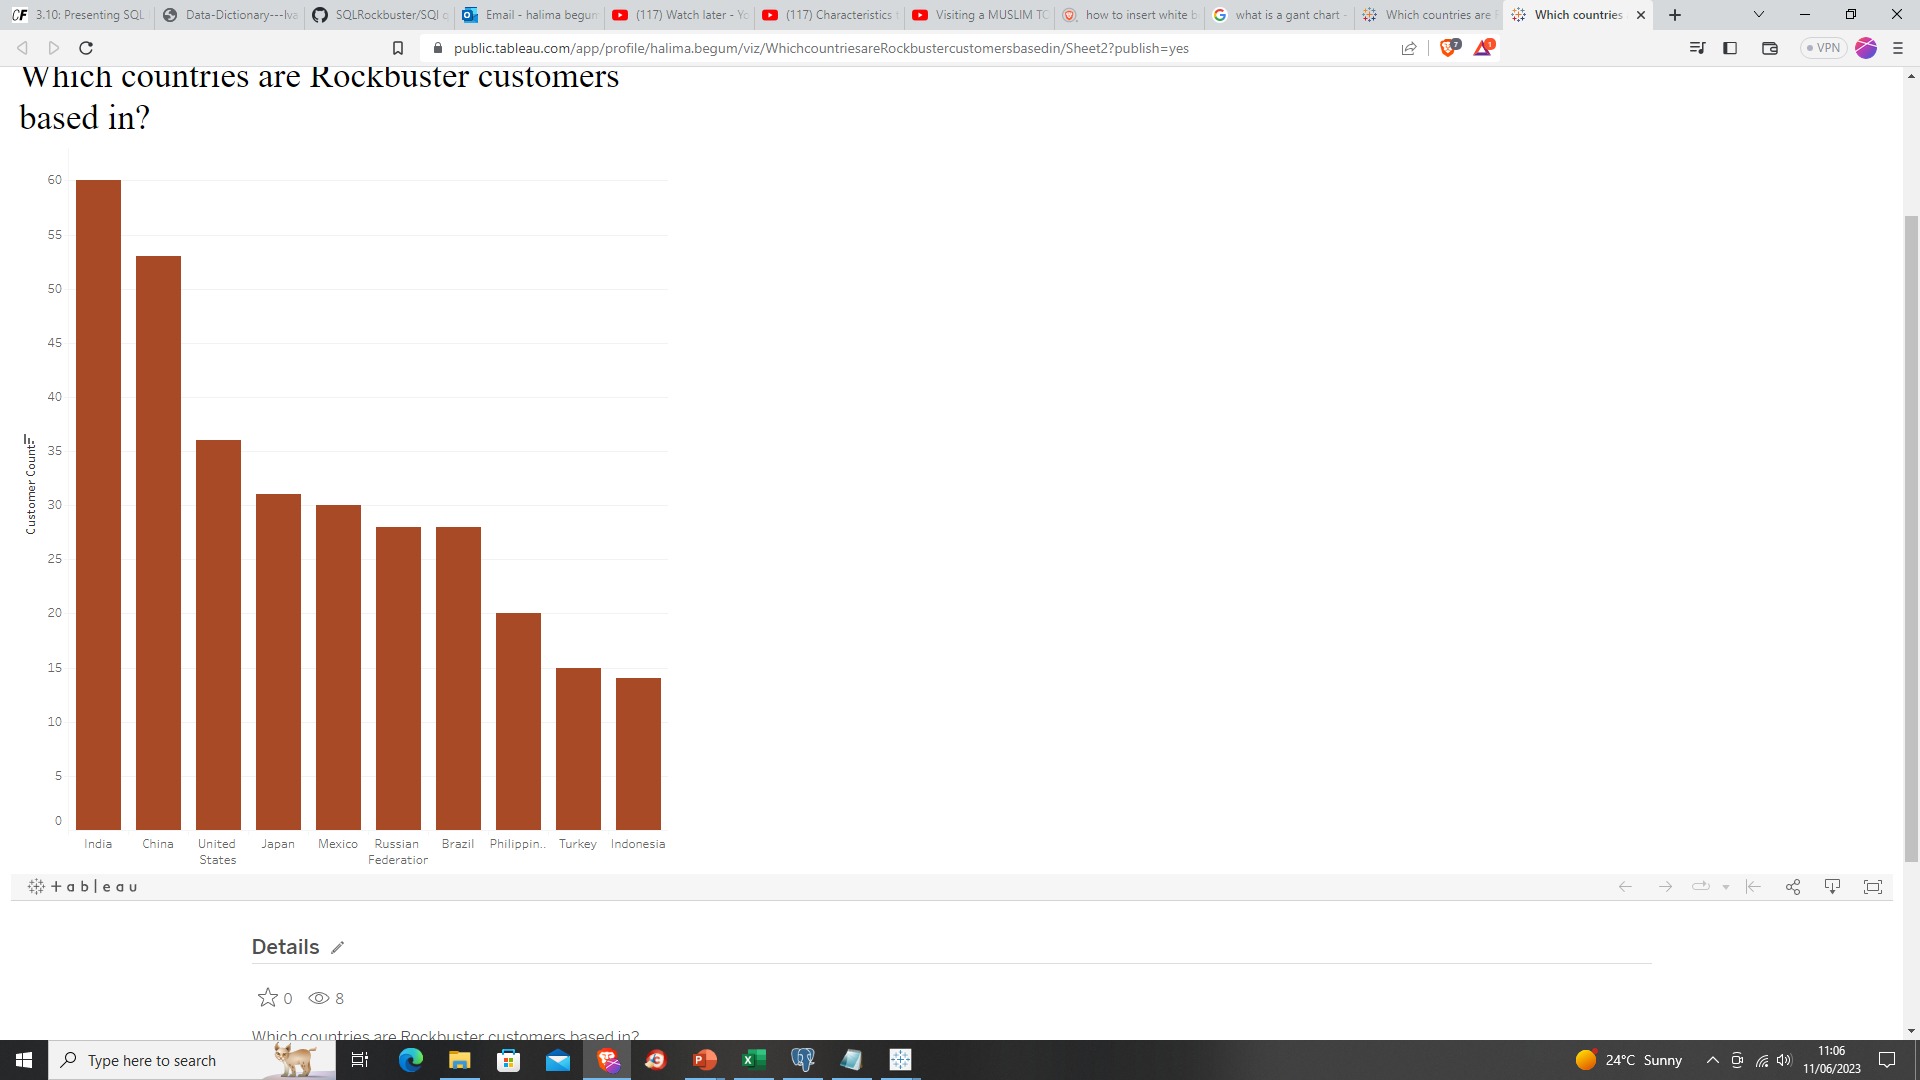 3.10: Presenting SQL
Data-Dictionary---Iva
SQLRockbuster/SQl q
Email - halima begum
(117) Watch later - Yo
(117) Characteristics
Visiting a MUSLIM TO
how to insert white b
what is a gant chart -
Which countries are
Which countries
public.tableau.com/app/profile/halima.begum/viz/WhichcountriesareRockbustercustomersbasedin/Sheet2?publish=yes
7
1
VPN
Which countries are Rockbuster customers
based in?
60
55
50
45
40
35
30
25
20
15
10
5
0
Customer Count
India
China
United
States
Japan
Mexico
Russian
Federation
Brazil
Philippin..
Turkey
Indonesia
+ableau
Details
0
8
Which countries are Rockbuster customers based in?
Type here to search
24°C Sunny
11:06
11/06/2023